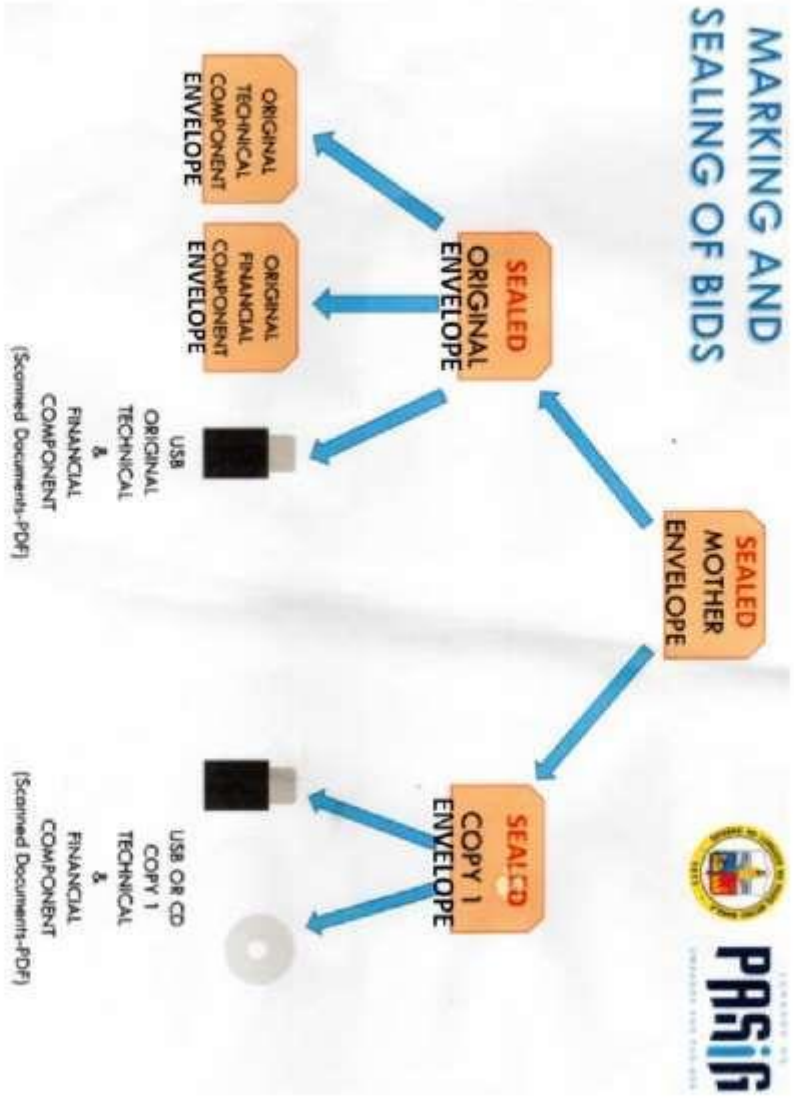 MARKING AND
SEALING OF BIDS
PASIG
SEALED
MOTHER
ENVELOPE
SEALED
ORIGINAL
ENVELOPE
SEALED
COPY 1
ENVELOPE
ORIGINAL
TECHNICAL
COMPONENT
ENVELOPE
ORIGINAL
FINANCIAL
COMPONENT
ENVELOPE
USB
ORIGINAL
TECHNICAL
&
FINANCIAL
COMPONENT
(Scanned Documents-PDF)
USB OR CD
COPY 1
TECHNICAL
&
FINANCIAL
COMPONENT
(Scanned Documents-PDF)